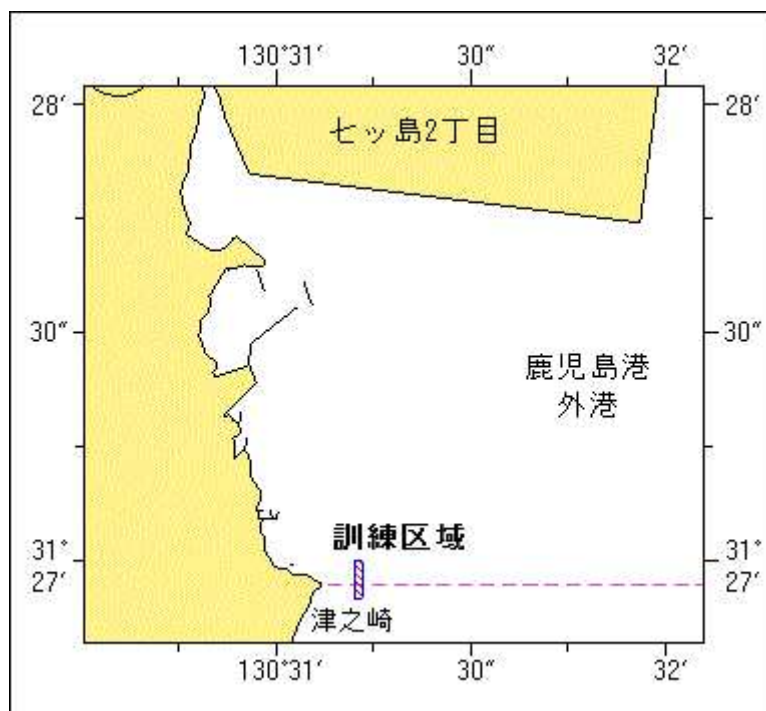 130°31′ 30″ 32′
28′ 28′
七ッ島2丁目
30″ 30″
鹿児島港
外港
訓練区域
31° 31°
27′ 27′
津之崎
130°31′ 30″ 32′